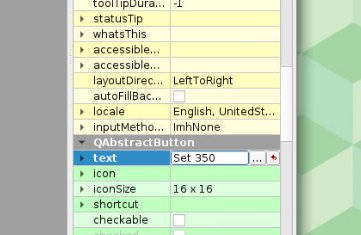 toolTipDura... -1
statusTip
whatsThis
accessible...
accessible...
layoutDirec... LeftToRight
autoFillBac...
locale English, UnitedSt...
inputMetho... ImhNone
QAbstractButton
text Set 350 ...
icon
iconSize 16 x 16
shortcut
checkable
checked